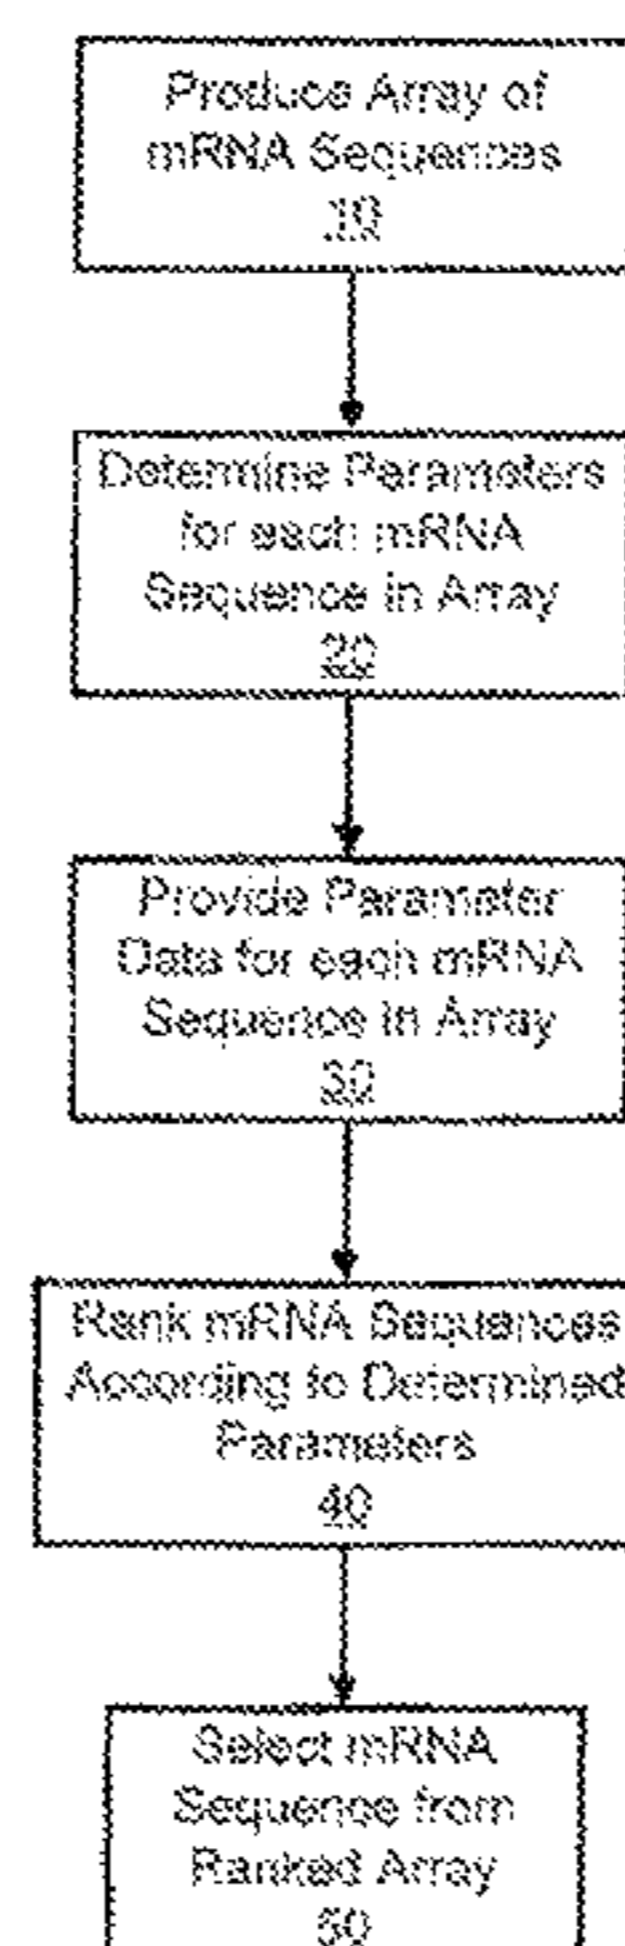 Produce Array of
mRNA Sequences
10
Determine Parameters
for each mRNA
Sequence in Array
20
Provide Parameter
Data for each mRNA
Sequence in Array
30
Rank mRNA Sequences
According to Determined
Parameters
40
Select mRNA
Sequence from
Ranked Array
50